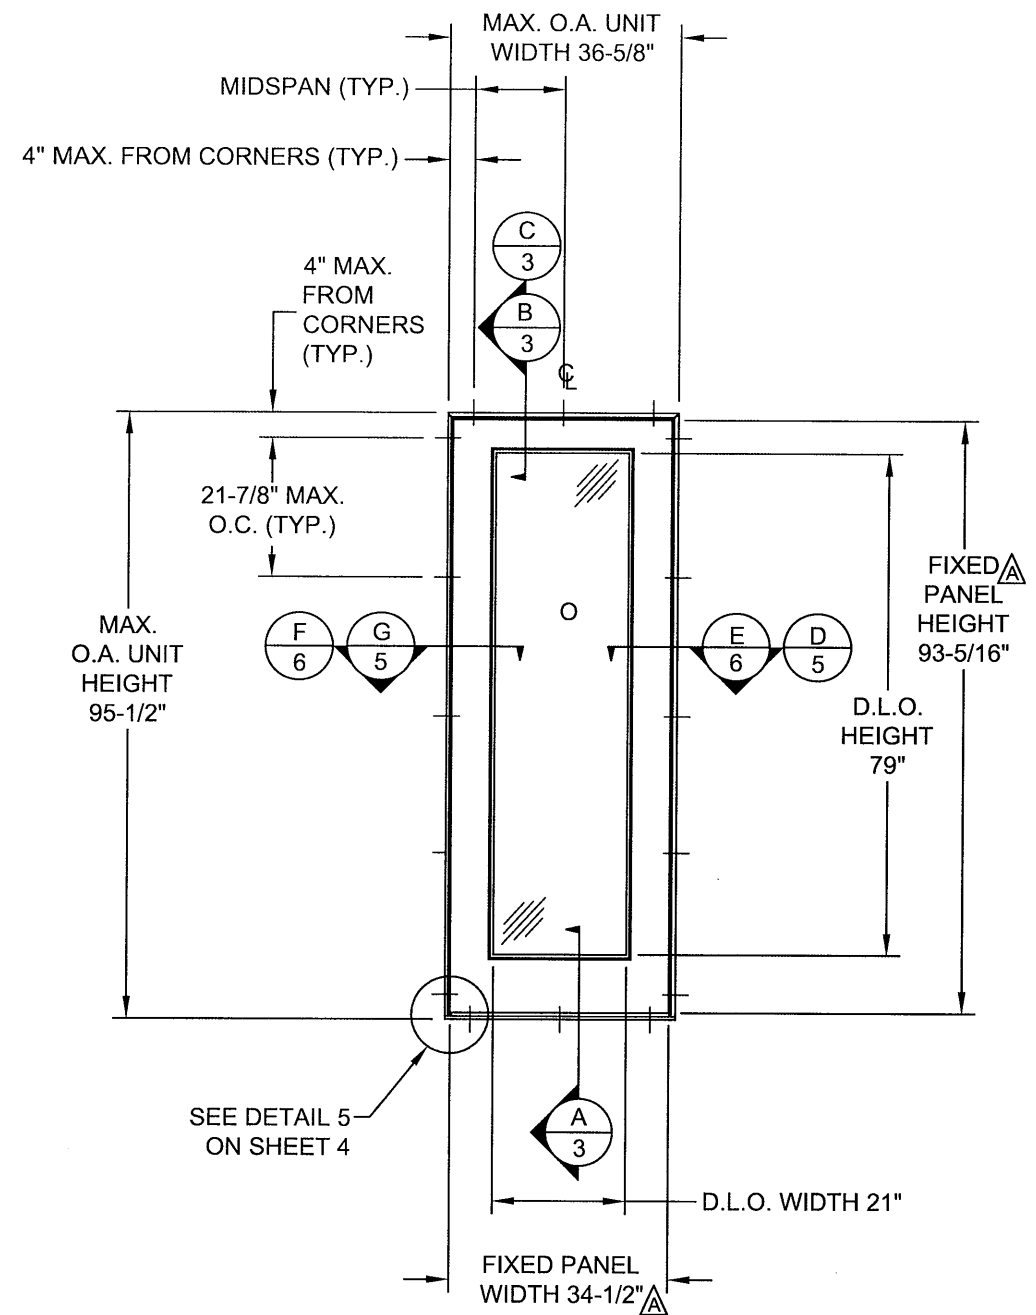 MAX. O.A. UNIT
WIDTH 36-5/8"
MIDSPAN (TYP.)
4" MAX. FROM CORNERS (TYP.)
C
3
4" MAX.
FROM
CORNERS
(TYP.)
B
3
CL
21-7/8" MAX.
O.C. (TYP.)
FIXED A
PANEL
HEIGHT
93-5/16"
MAX.
O.A. UNIT
HEIGHT
95-1/2"
F
6
G
5
O
E
6
D
5
D.L.O.
HEIGHT
79"
SEE DETAIL 5
ON SHEET 4
A
3
D.L.O. WIDTH 21"
FIXED PANEL
WIDTH 34-1/2" A